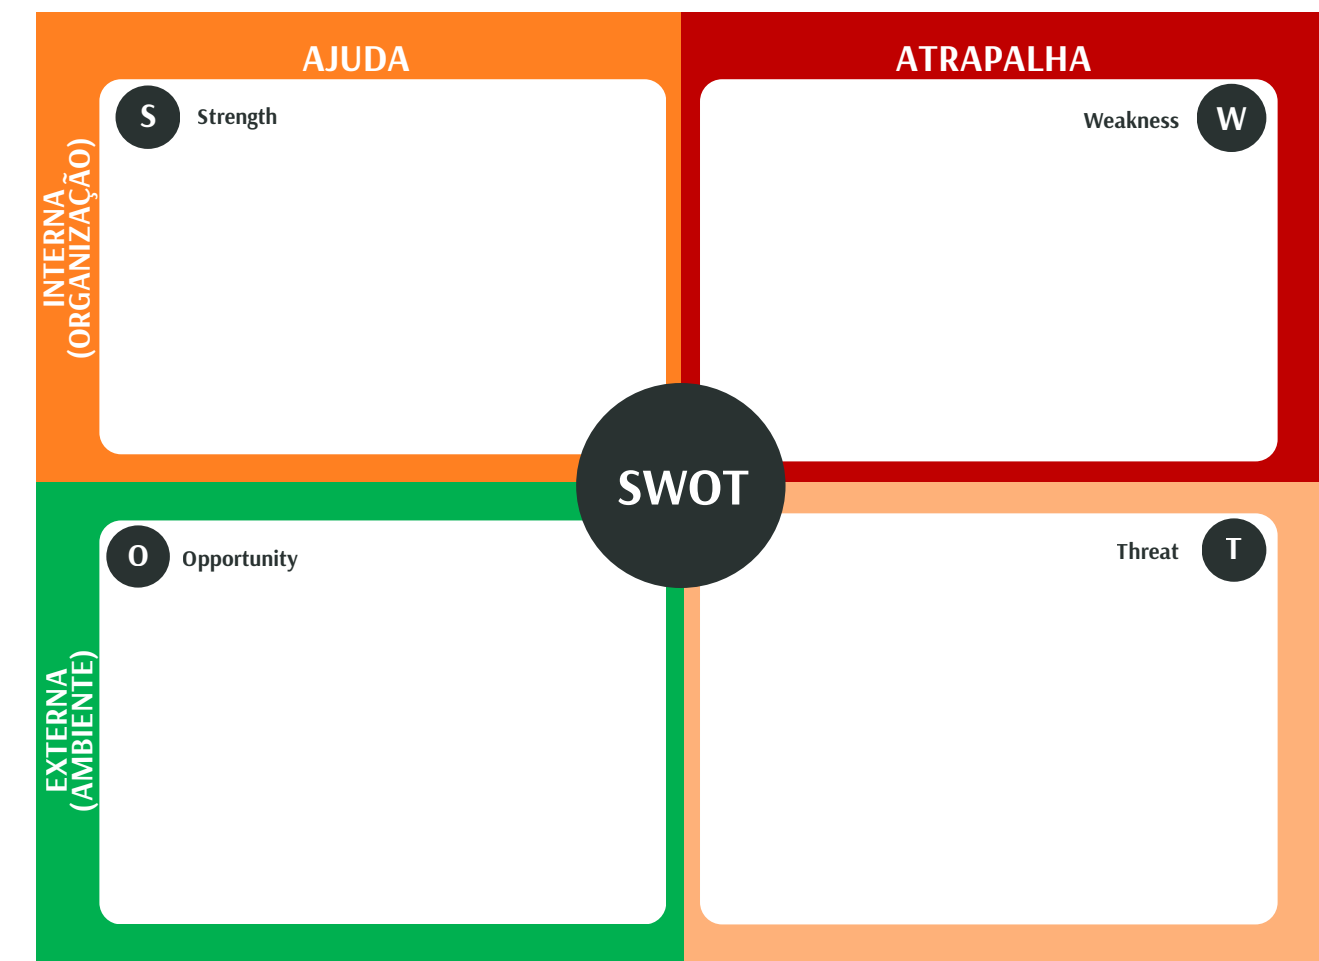 AJUDA
ATRAPALHA
S
Strength
Weakness
W
INTERNA
(ORGANIZAÇÃO)
SWOT
O
Opportunity
Threat
T
EXTERNA
(AMBIENTE)